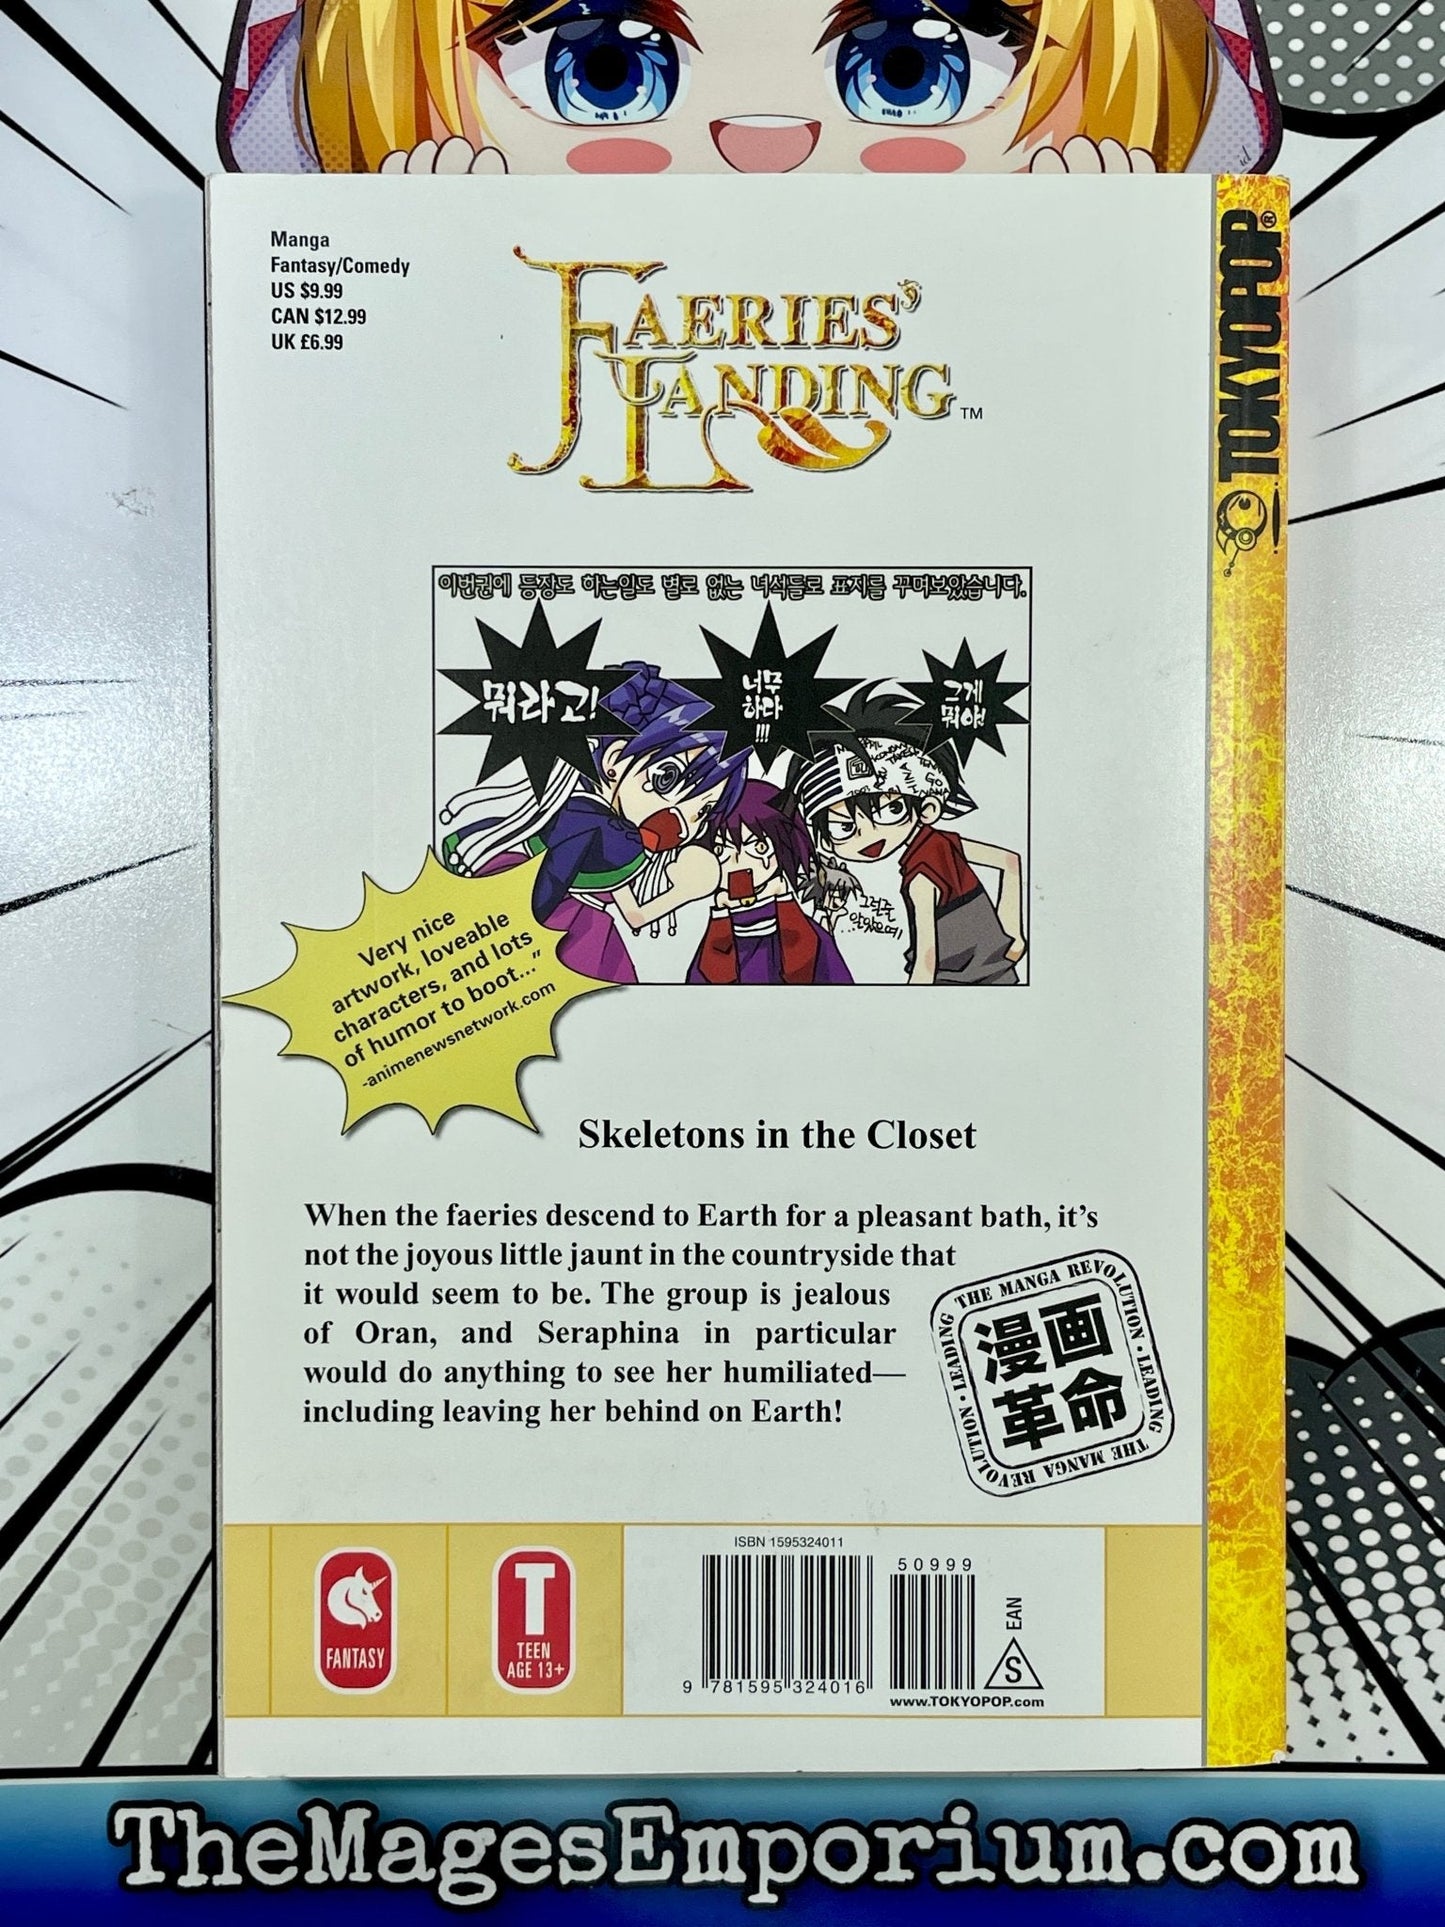 Manga
Fantasy/Comedy
US $9.99
CAN $12.99
UK £6.99
FAERIES'
LANDING™
TOKYOPOP®
이번권에 등장도 하는일도 별로 없는 녀석들로 표지를 꾸며보았습니다.
뭐라고!
너무
하다
!!!
그게
뭐야!
Very nice
artwork, loveable
characters, and lots
of humor to boot..."
-animenewsnetwork.com
Skeletons in the Closet
When the faeries descend to Earth for a pleasant bath, it's
not the joyous little jaunt in the countryside that
it would seem to be. The group is jealous
of Oran, and Seraphina in particular
would do anything to see her humiliated—
including leaving her behind on Earth!
LEADING THE MANGA REVOLUTION • LEADING THE MANGA REVOLUTION •
漫画
革命
FANTASY
T
TEEN
AGE 13+
ISBN 1595324011
9 781595 324016
50999
EAN
S
www.TOKYOPOP.com
TheMagesEmporium.com